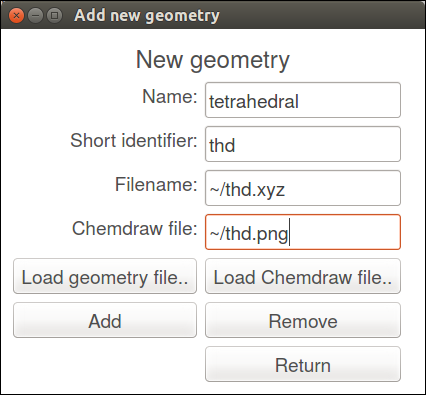 Add new geometry
New geometry
Name: tetrahedral
Short identifier: thd
Filename: ~/thd.xyz
Chemdraw file: ~/thd.png
Load geometry file.. Load Chemdraw file..
Add Remove
Return